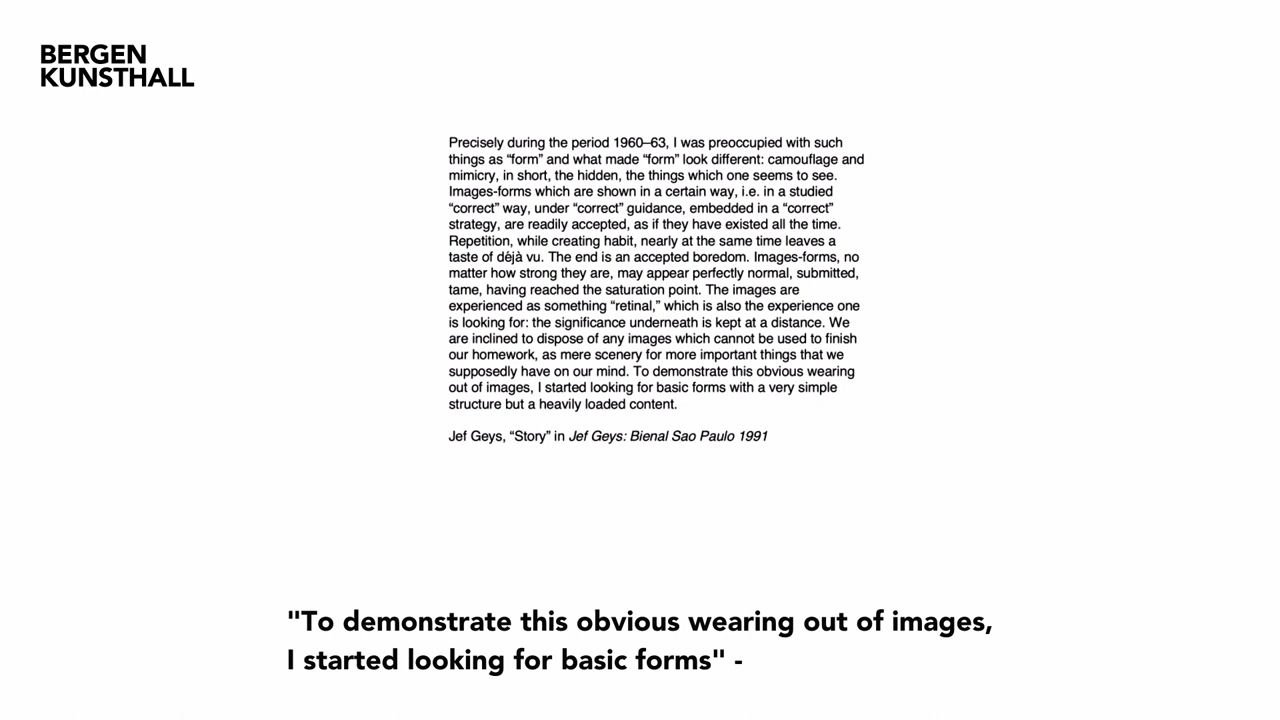 BERGEN
KUNSTHALL
Precisely during the period 1960–63, I was preoccupied with such
things as “form” and what made “form” look different: camouflage and
mimicry, in short, the hidden, the things which one seems to see.
Images-forms which are shown in a certain way, i.e. in a studied
“correct” way, under “correct” guidance, embedded in a “correct”
strategy, are readily accepted, as if they have existed all the time.
Repetition, while creating habit, nearly at the same time leaves a
taste of déjà vu. The end is an accepted boredom. Images-forms, no
matter how strong they are, may appear perfectly normal, submitted,
tame, having reached the saturation point. The images are
experienced as something “retinal,” which is also the experience one
is looking for: the significance underneath is kept at a distance. We
are inclined to dispose of any images which cannot be used to finish
our homework, as mere scenery for more important things that we
supposedly have on our mind. To demonstrate this obvious wearing
out of images, I started looking for basic forms with a very simple
structure but a heavily loaded content.
Jef Geys, “Story” in Jef Geys: Bienal Sao Paulo 1991
"To demonstrate this obvious wearing out of images,
I started looking for basic forms" -